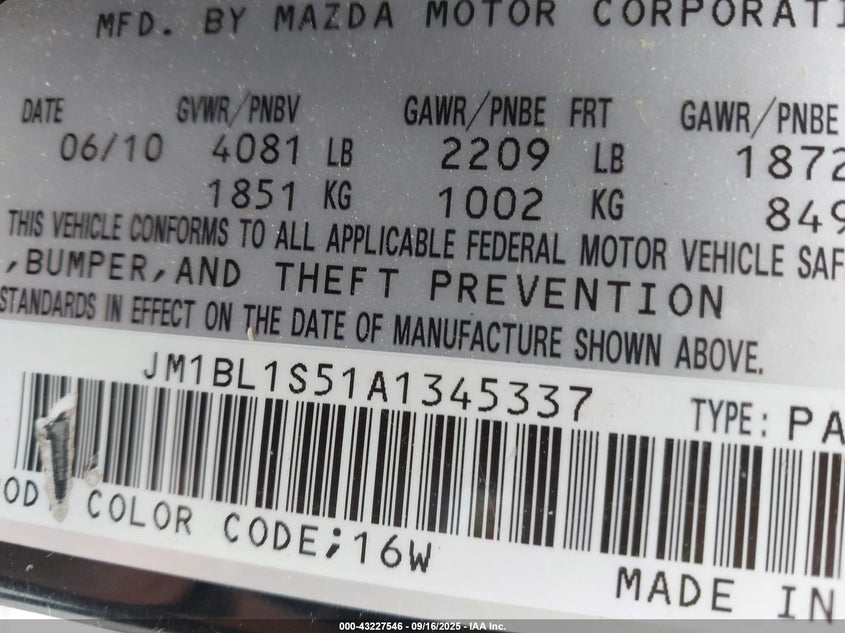 MFD. BY MAZDA MOTOR CORPORATI
DATE GVWR/PNBV GAWR/PNBE FRT GAWR/PNBE
06/10 4081 LB 2209 LB 1872
1851 KG 1002 KG 849
THIS VEHICLE CONFORMS TO ALL APPLICABLE FEDERAL MOTOR VEHICLE SAF
,BUMPER,AND THEFT PREVENTION
STANDARDS IN EFFECT ON THE DATE OF MANUFACTURE SHOWN ABOVE.
JM1BL1S51A1345337 TYPE: PA
OD COLOR CODE;16W
MADE IN
000-43227546 - 09/16/2025 - IAA Inc.